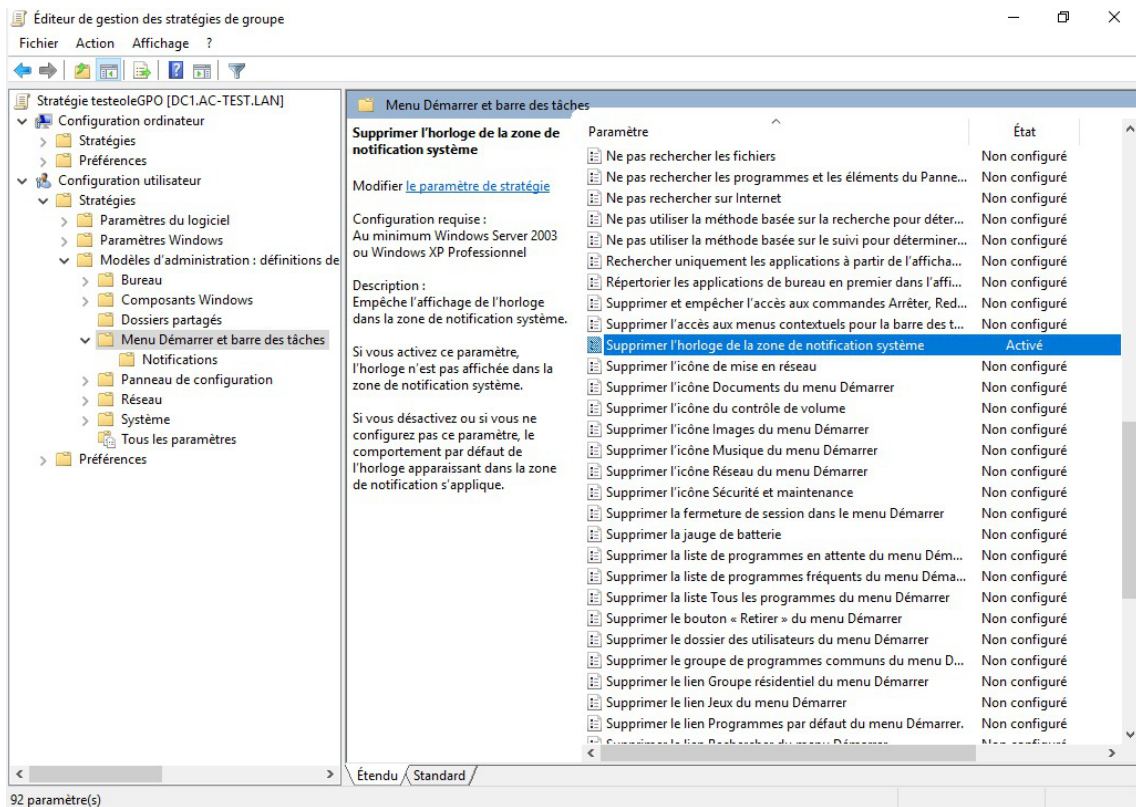 Éditeur de gestion des stratégies de groupe
Fichier Action Affichage ?
Stratégie testeoleGPO [DC1.AC-TEST.LAN]
Configuration ordinateur
Stratégies
Préférences
Configuration utilisateur
Stratégies
Paramètres du logiciel
Paramètres Windows
Modèles d'administration : définitions de
Bureau
Composants Windows
Dossiers partagés
Menu Démarrer et barre des tâches
Notifications
Panneau de configuration
Réseau
Système
Tous les paramètres
Préférences
Menu Démarrer et barre des tâches
Supprimer l'horloge de la zone de
notification système
Modifier le paramètre de stratégie
Configuration requise :
Au minimum Windows Server 2003
ou Windows XP Professionnel
Description :
Empêche l'affichage de l'horloge
dans la zone de notification système.
Si vous activez ce paramètre,
l'horloge n'est pas affichée dans la
zone de notification système.
Si vous désactivez ou si vous ne
configurez pas ce paramètre, le
comportement par défaut de
l'horloge apparaissant dans la zone
de notification s'applique.
Paramètre État
Ne pas rechercher les fichiers Non configuré
Ne pas rechercher les programmes et les éléments du Panne... Non configuré
Ne pas rechercher sur Internet Non configuré
Ne pas utiliser la méthode basée sur la recherche pour déter... Non configuré
Ne pas utiliser la méthode basée sur le suivi pour déterminer... Non configuré
Rechercher uniquement les applications à partir de l'afficha... Non configuré
Répertorier les applications de bureau en premier dans l'affi... Non configuré
Supprimer et empêcher l'accès aux commandes Arrêter, Red... Non configuré
Supprimer l'accès aux menus contextuels pour la barre des t... Non configuré
Supprimer l'horloge de la zone de notification système Activé
Supprimer l'icône de mise en réseau Non configuré
Supprimer l'icône Documents du menu Démarrer Non configuré
Supprimer l'icône du contrôle de volume Non configuré
Supprimer l'icône Images du menu Démarrer Non configuré
Supprimer l'icône Musique du menu Démarrer Non configuré
Supprimer l'icône Réseau du menu Démarrer Non configuré
Supprimer l'icône Sécurité et maintenance Non configuré
Supprimer la fermeture de session dans le menu Démarrer Non configuré
Supprimer la jauge de batterie Non configuré
Supprimer la liste de programmes en attente du menu Dém... Non configuré
Supprimer la liste de programmes fréquents du menu Déma... Non configuré
Supprimer la liste Tous les programmes du menu Démarrer Non configuré
Supprimer le bouton « Retirer » du menu Démarrer Non configuré
Supprimer le dossier des utilisateurs du menu Démarrer Non configuré
Supprimer le groupe de programmes communs du menu D... Non configuré
Supprimer le lien Groupe résidentiel du menu Démarrer Non configuré
Supprimer le lien Jeux du menu Démarrer Non configuré
Supprimer le lien Programmes par défaut du menu Démarrer. Non configuré
Étendu Standard
92 paramètre(s)